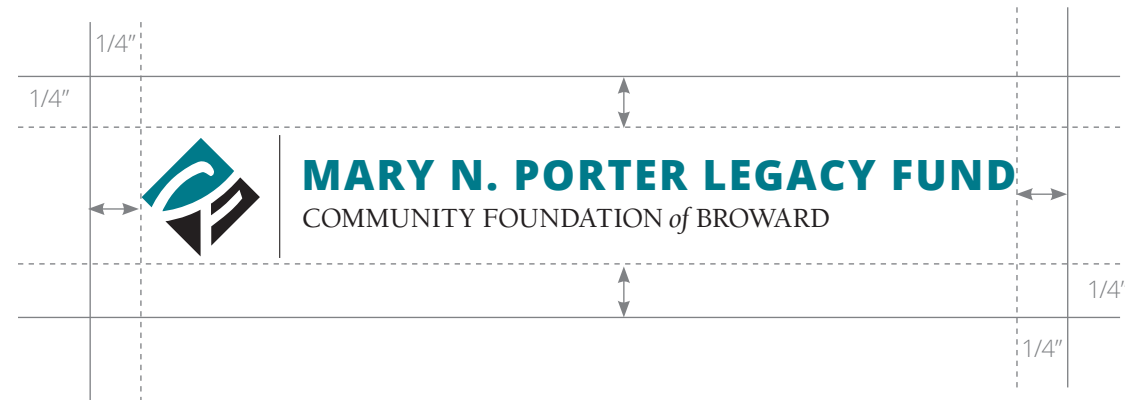 1/4”
1/4”
MARY N. PORTER LEGACY FUND
COMMUNITY FOUNDATION of BROWARD
1/4”
1/4”